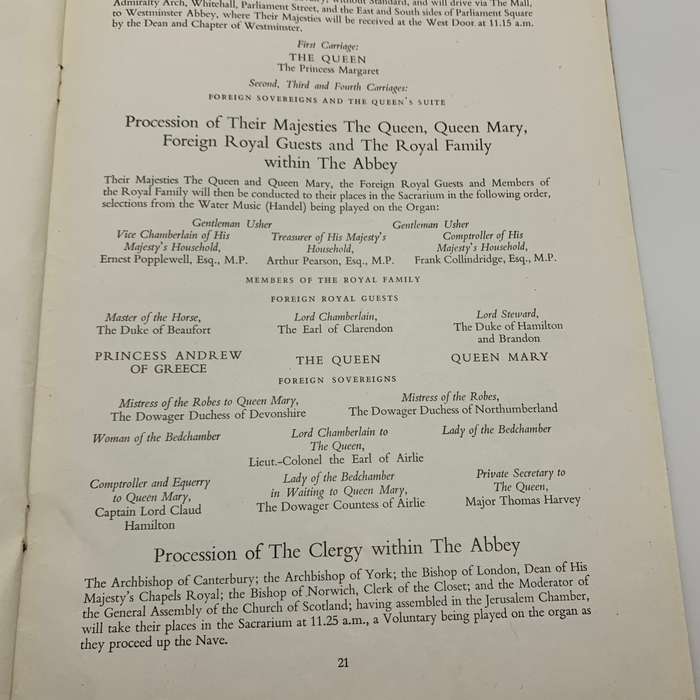 Admiralty Arch, Whitehall, Parliament Street, and the East and South sides of Parliament Square
to Westminster Abbey, where Their Majesties will be received at the West Door at 11.15 a.m.
by the Dean and Chapter of Westminster.
First Carriage:
THE QUEEN
The Princess Margaret
Second, Third and Fourth Carriages:
FOREIGN SOVEREIGNS AND THE QUEEN'S SUITE
Procession of Their Majesties The Queen, Queen Mary,
Foreign Royal Guests and The Royal Family
within The Abbey
Their Majesties The Queen and Queen Mary, the Foreign Royal Guests and Members of
the Royal Family will then be conducted to their places in the Sacrarium in the following order,
selections from the Water Music (Handel) being played on the Organ:
Gentleman Usher Gentleman Usher
Vice Chamberlain of His Treasurer of His Majesty's Comptroller of His
Majesty's Household, Household, Majesty's Household,
Ernest Popplewell, Esq., M.P. Arthur Pearson, Esq., M.P. Frank Collindridge, Esq., M.P.
MEMBERS OF THE ROYAL FAMILY
FOREIGN ROYAL GUESTS
Master of the Horse, Lord Chamberlain, Lord Steward,
The Duke of Beaufort The Earl of Clarendon The Duke of Hamilton
and Brandon
PRINCESS ANDREW THE QUEEN QUEEN MARY
OF GREECE
FOREIGN SOVEREIGNS
Mistress of the Robes to Queen Mary, Mistress of the Robes,
The Dowager Duchess of Devonshire The Dowager Duchess of Northumberland
Woman of the Bedchamber Lord Chamberlain to Lady of the Bedchamber
The Queen,
Lieut.-Colonel the Earl of Airlie
Comptroller and Equerry Lady of the Bedchamber Private Secretary to
to Queen Mary, in Waiting to Queen Mary, The Queen,
Captain Lord Claud The Dowager Countess of Airlie Major Thomas Harvey
Hamilton
Procession of The Clergy within The Abbey
The Archbishop of Canterbury; the Archbishop of York; the Bishop of London, Dean of His
Majesty's Chapels Royal; the Bishop of Norwich, Clerk of the Closet; and the Moderator of
the General Assembly of the Church of Scotland; having assembled in the Jerusalem Chamber,
will take their places in the Sacrarium at 11.25 a.m., a Voluntary being played on the organ as
they proceed up the Nave.
21